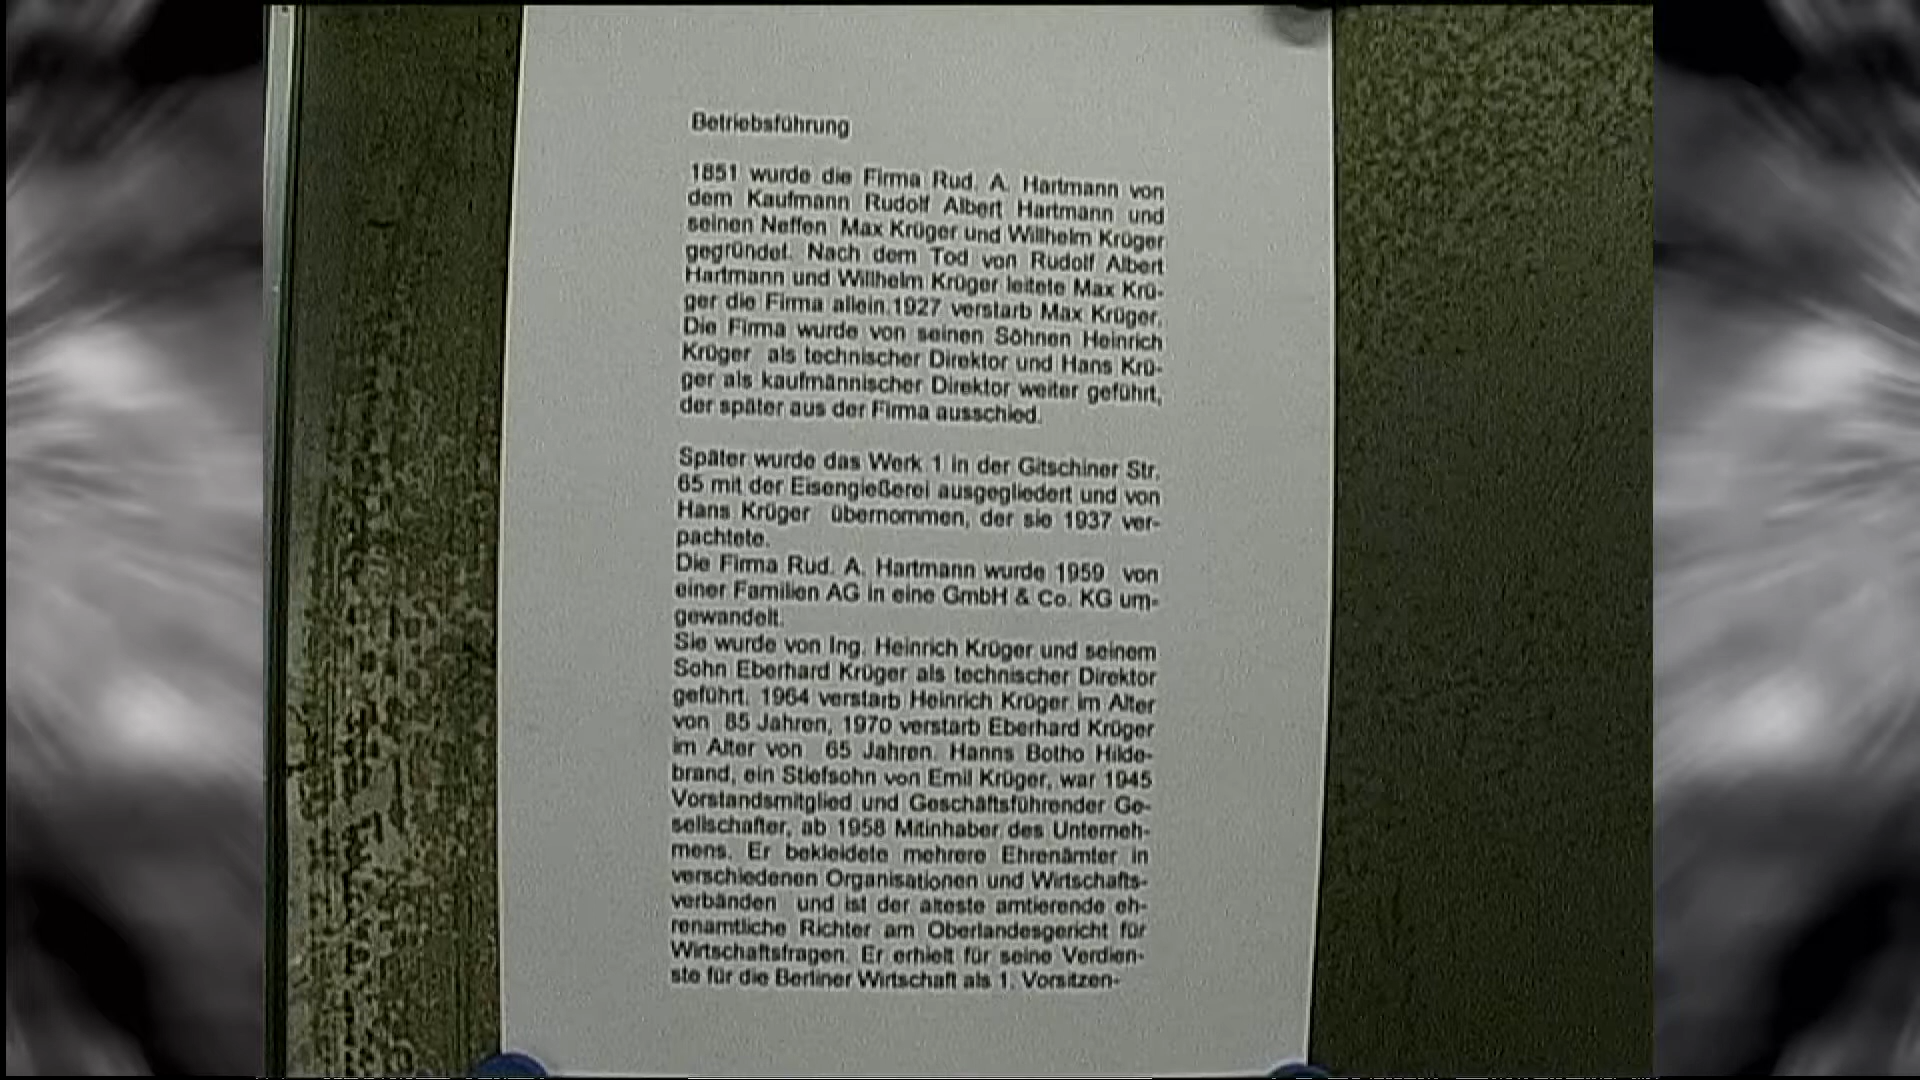 Betriebsführung
1851 wurde die Firma Rud. A. Hartmann von
dem Kaufmann Rudolf Albert Hartmann und
seinen Neffen Max Krüger und Willhelm Krüger
gegründet. Nach dem Tod von Rudolf Albert
Hartmann und Willhelm Krüger leitete Max Krü-
ger die Firma allein.1927 verstarb Max Krüger.
Die Firma wurde von seinen Söhnen Heinrich
Krüger als technischer Direktor und Hans Krü-
ger als kaufmännischer Direktor weiter geführt,
der später aus der Firma ausschied.
Später wurde das Werk 1 in der Gitschiner Str.
65 mit der Eisengießerei ausgegliedert und von
Hans Krüger übernommen, der sie 1937 ver-
pachtete.
Die Firma Rud. A. Hartmann wurde 1959 von
einer Familien AG in eine GmbH & Co. KG um-
gewandelt.
Sie wurde von Ing. Heinrich Krüger und seinem
Sohn Eberhard Krüger als technischer Direktor
geführt. 1964 verstarb Heinrich Krüger im Alter
von 85 Jahren, 1970 verstarb Eberhard Krüger
im Alter von 65 Jahren. Hanns Botho Hilde-
brand, ein Stiefsohn von Emil Krüger, war 1945
Vorstandsmitglied und Geschäftsführender Ge-
sellschafter, ab 1958 Mitinhaber des Unterneh-
mens. Er bekleidete mehrere Ehrenämter in
verschiedenen Organisationen und Wirtschafts-
verbänden und ist der älteste amtierende eh-
renamtliche Richter am Oberlandesgericht für
Wirtschaftsfragen. Er erhielt für seine Verdien-
ste für die Berliner Wirtschaft als 1. Vorsitzen-